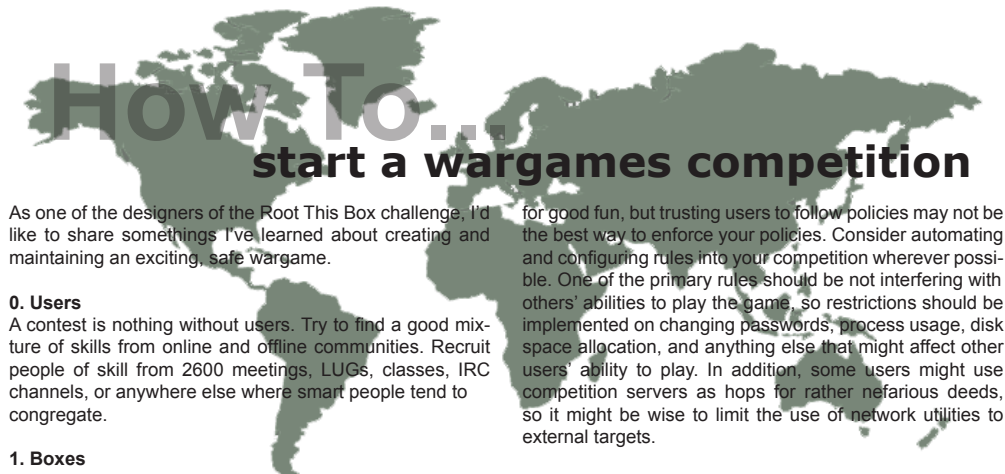 How To...
start a wargames competition
As one of the designers of the Root This Box challenge, I'd
like to share somethings I've learned about creating and
maintaining an exciting, safe wargame.
0. Users
A contest is nothing without users. Try to find a good mix-
ture of skills from online and offline communities. Recruit
people of skill from 2600 meetings, LUGs, classes, IRC
channels, or anywhere else where smart people tend to
congregate.
1. Boxes
for good fun, but trusting users to follow policies may not be
the best way to enforce your policies. Consider automating
and configuring rules into your competition wherever possi-
ble. One of the primary rules should be not interfering with
others' abilities to play the game, so restrictions should be
implemented on changing passwords, process usage, disk
space allocation, and anything else that might affect other
users' ability to play. In addition, some users might use
competition servers as hops for rather nefarious deeds,
so it might be wise to limit the use of network utilities to
external targets.